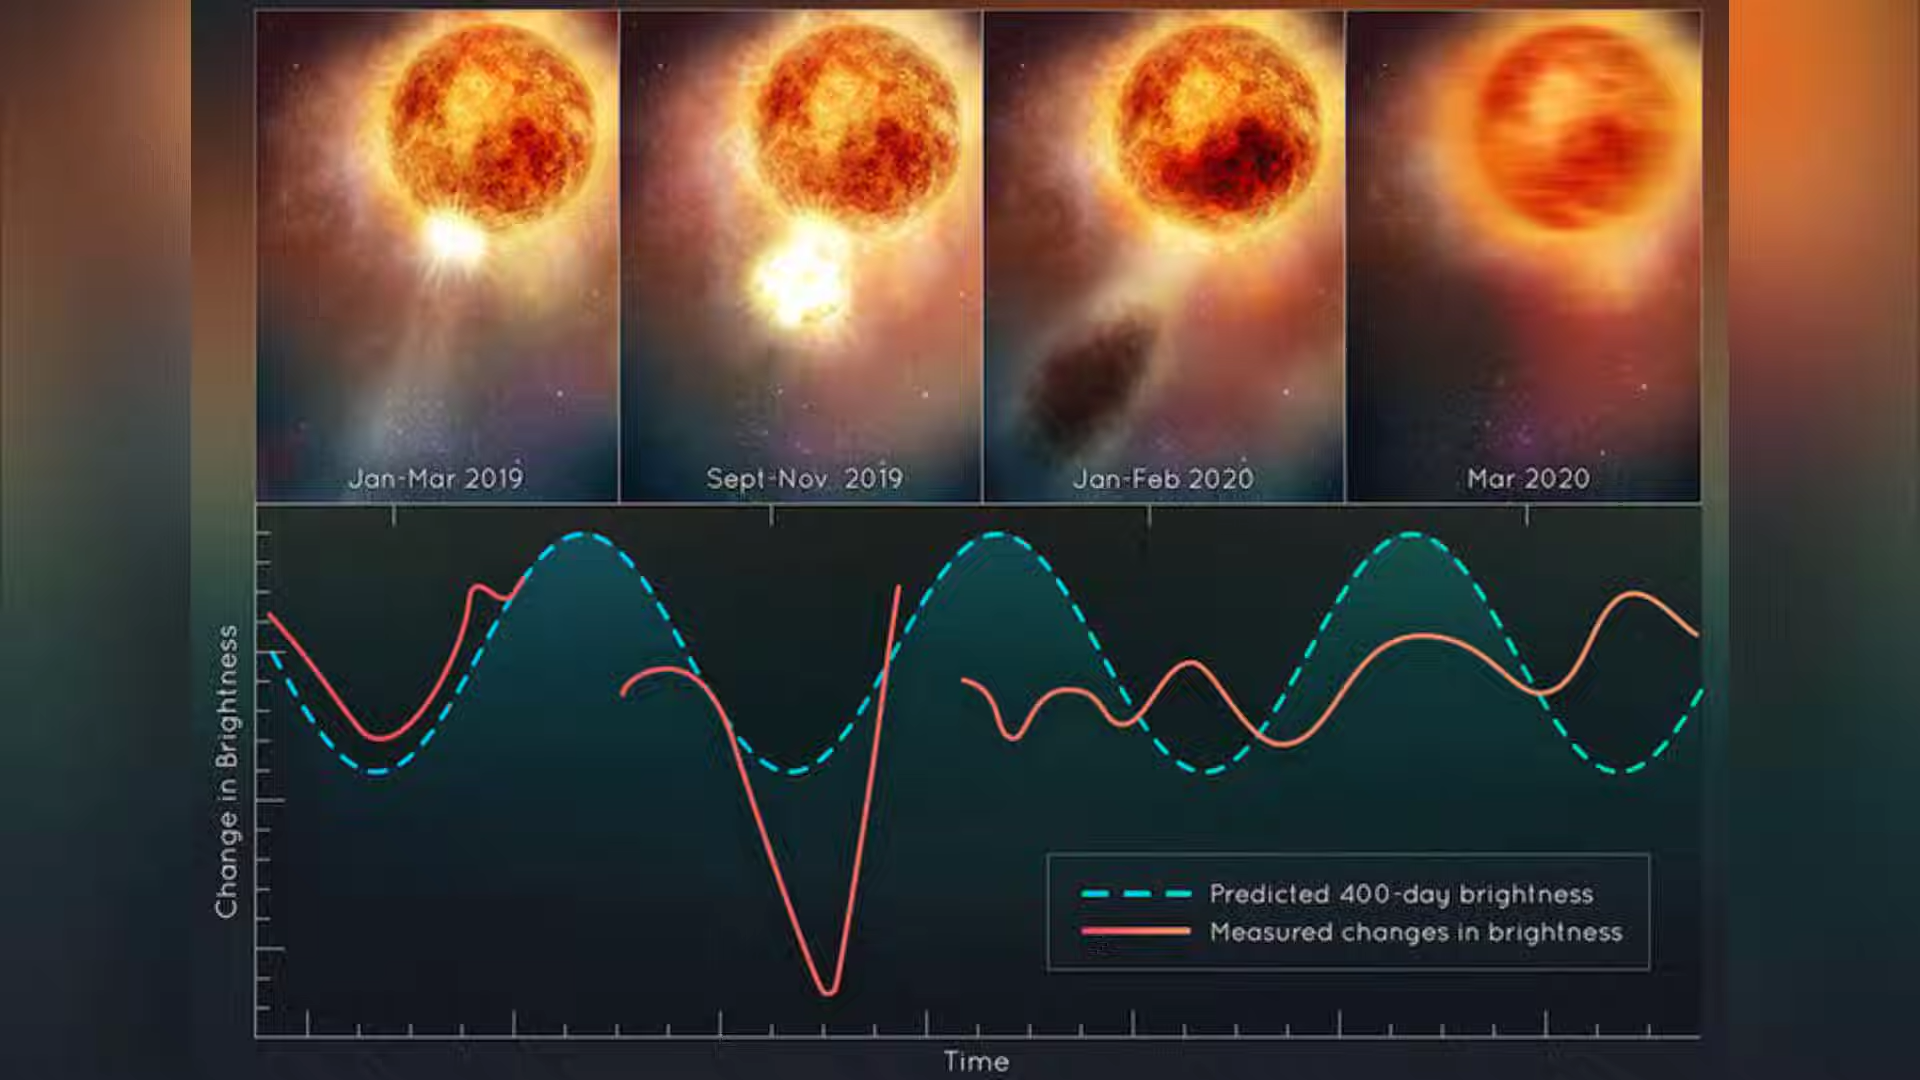 Jan-Mar 2019
Sept-Nov. 2019
Jan-Feb 2020
Mar 2020
Change in Brightness
Predicted 400-day brightness
Measured changes in brightness
Time